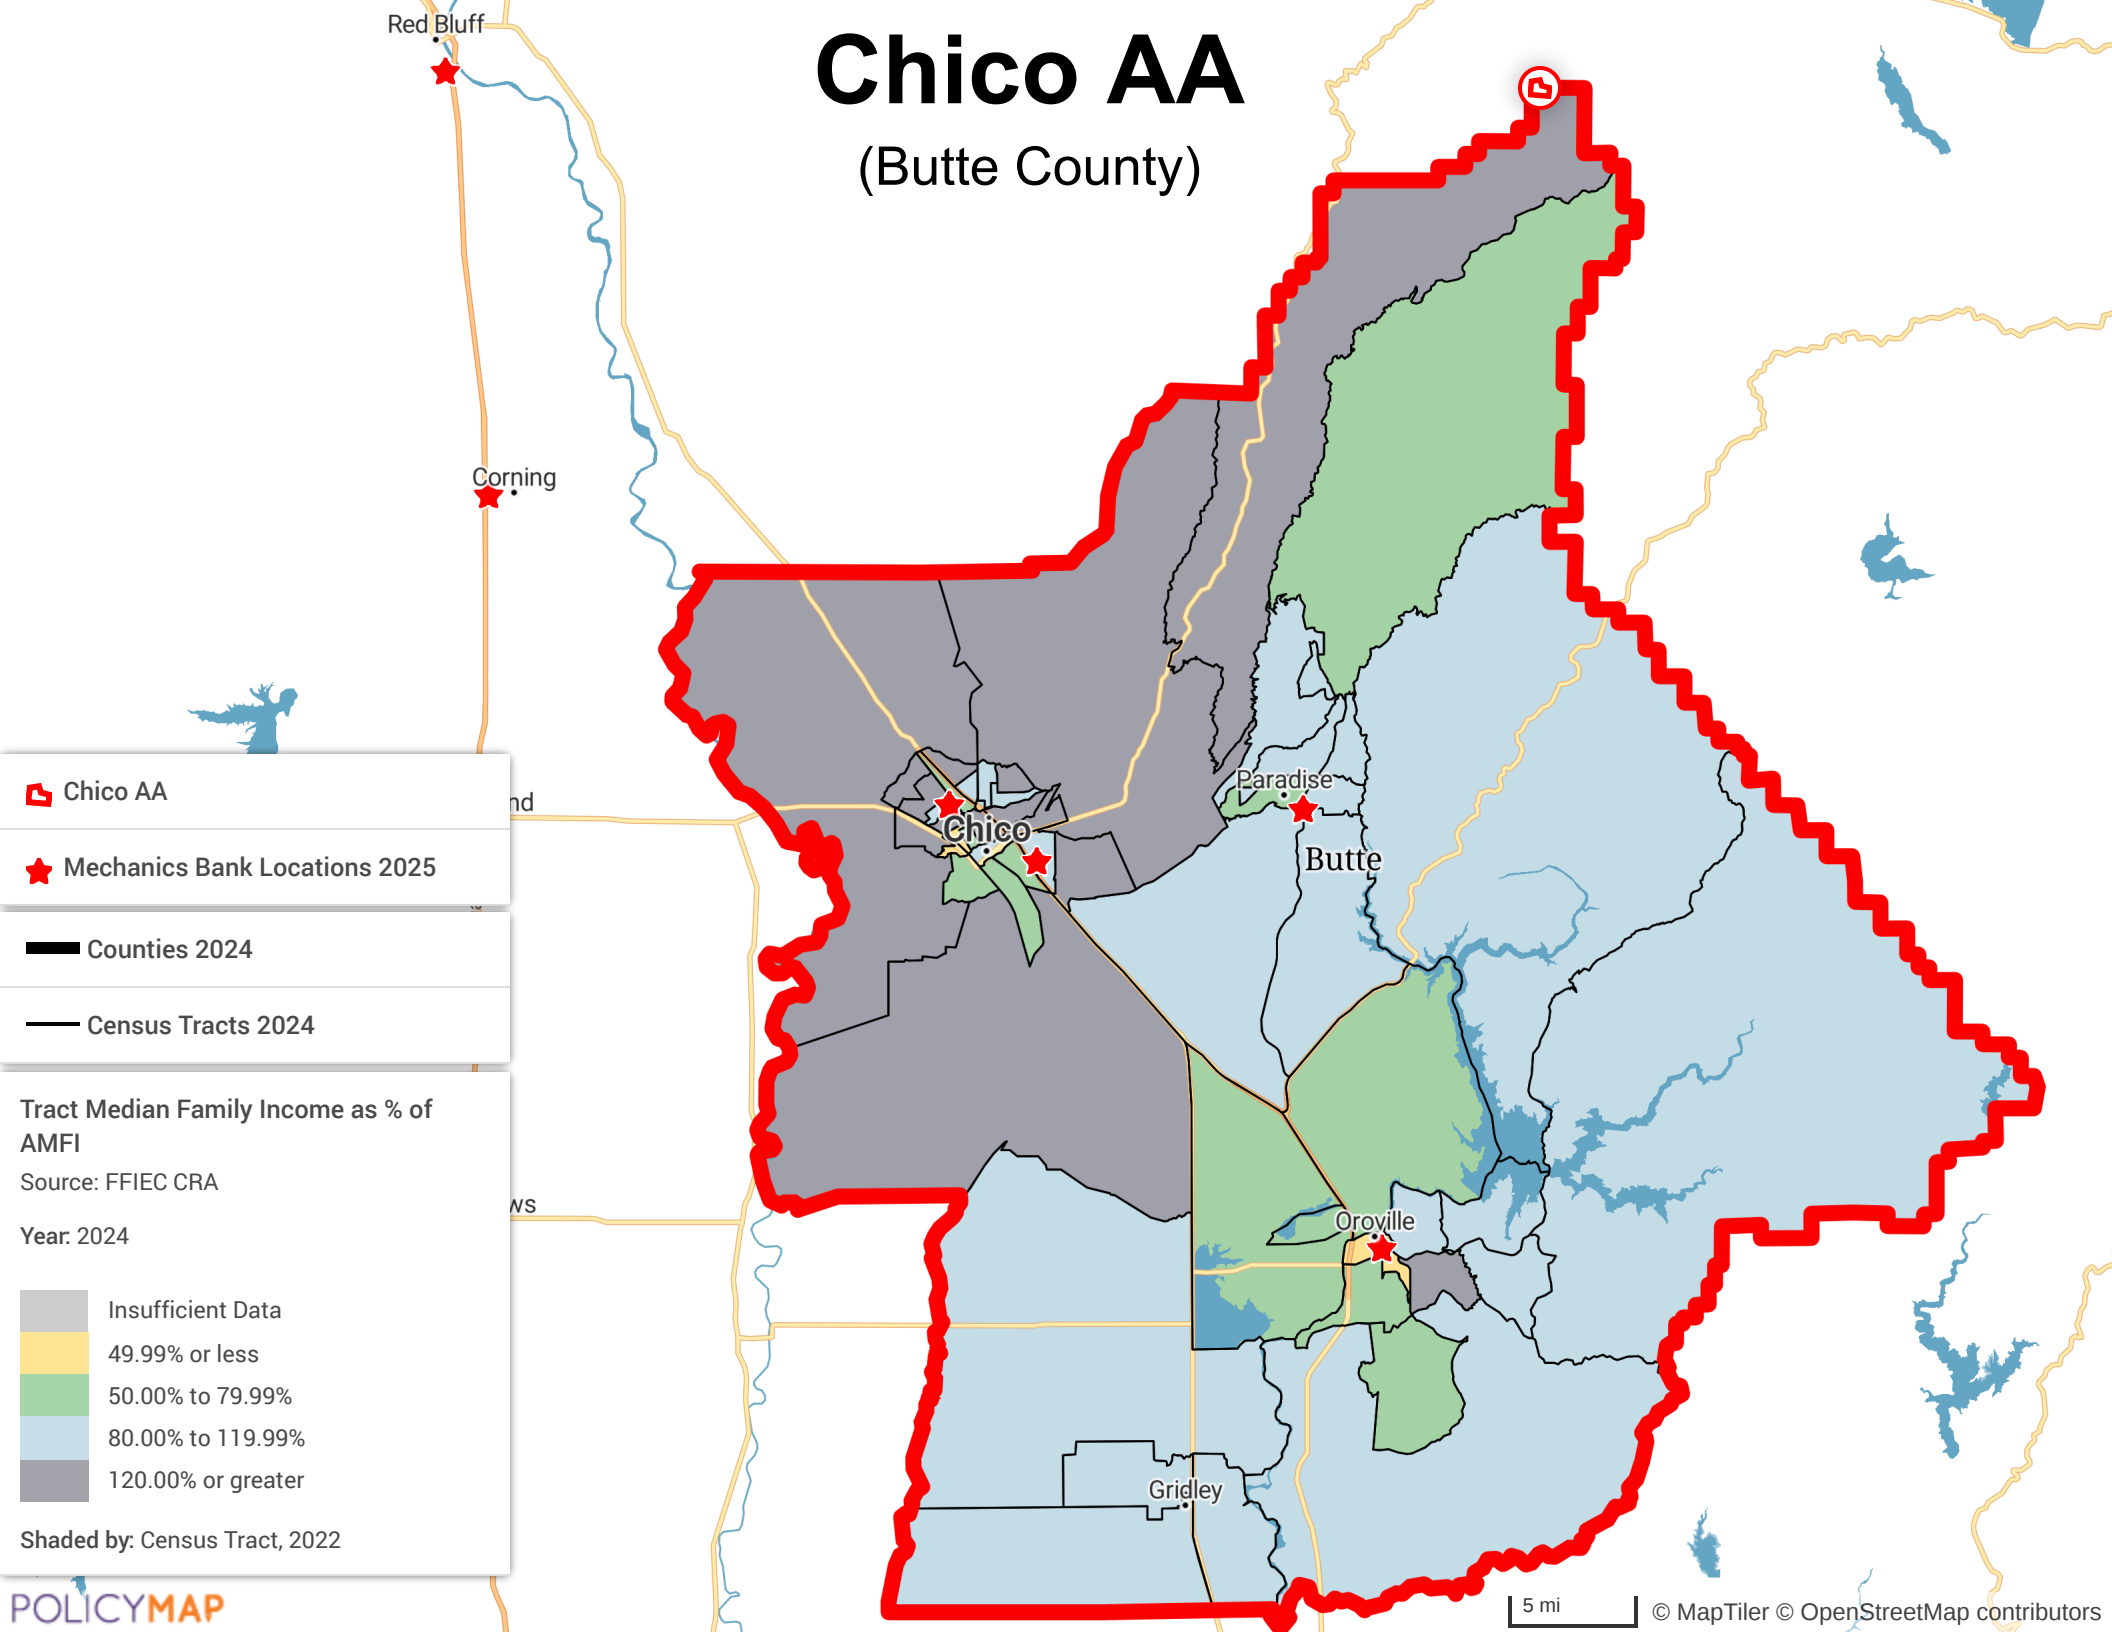 Chico AA
(Butte County)
Red Bluff
Corning
nd
Chico
Paradise
Butte
ws
Oroville
Gridley
Chico AA
Mechanics Bank Locations 2025
Counties 2024
Census Tracts 2024
Tract Median Family Income as % of
AMFI
Source: FFIEC CRA
Year: 2024
Insufficient Data
49.99% or less
50.00% to 79.99%
80.00% to 119.99%
120.00% or greater
Shaded by: Census Tract, 2022
POLICYMAP
5 mi
© MapTiler © OpenStreetMap contributors